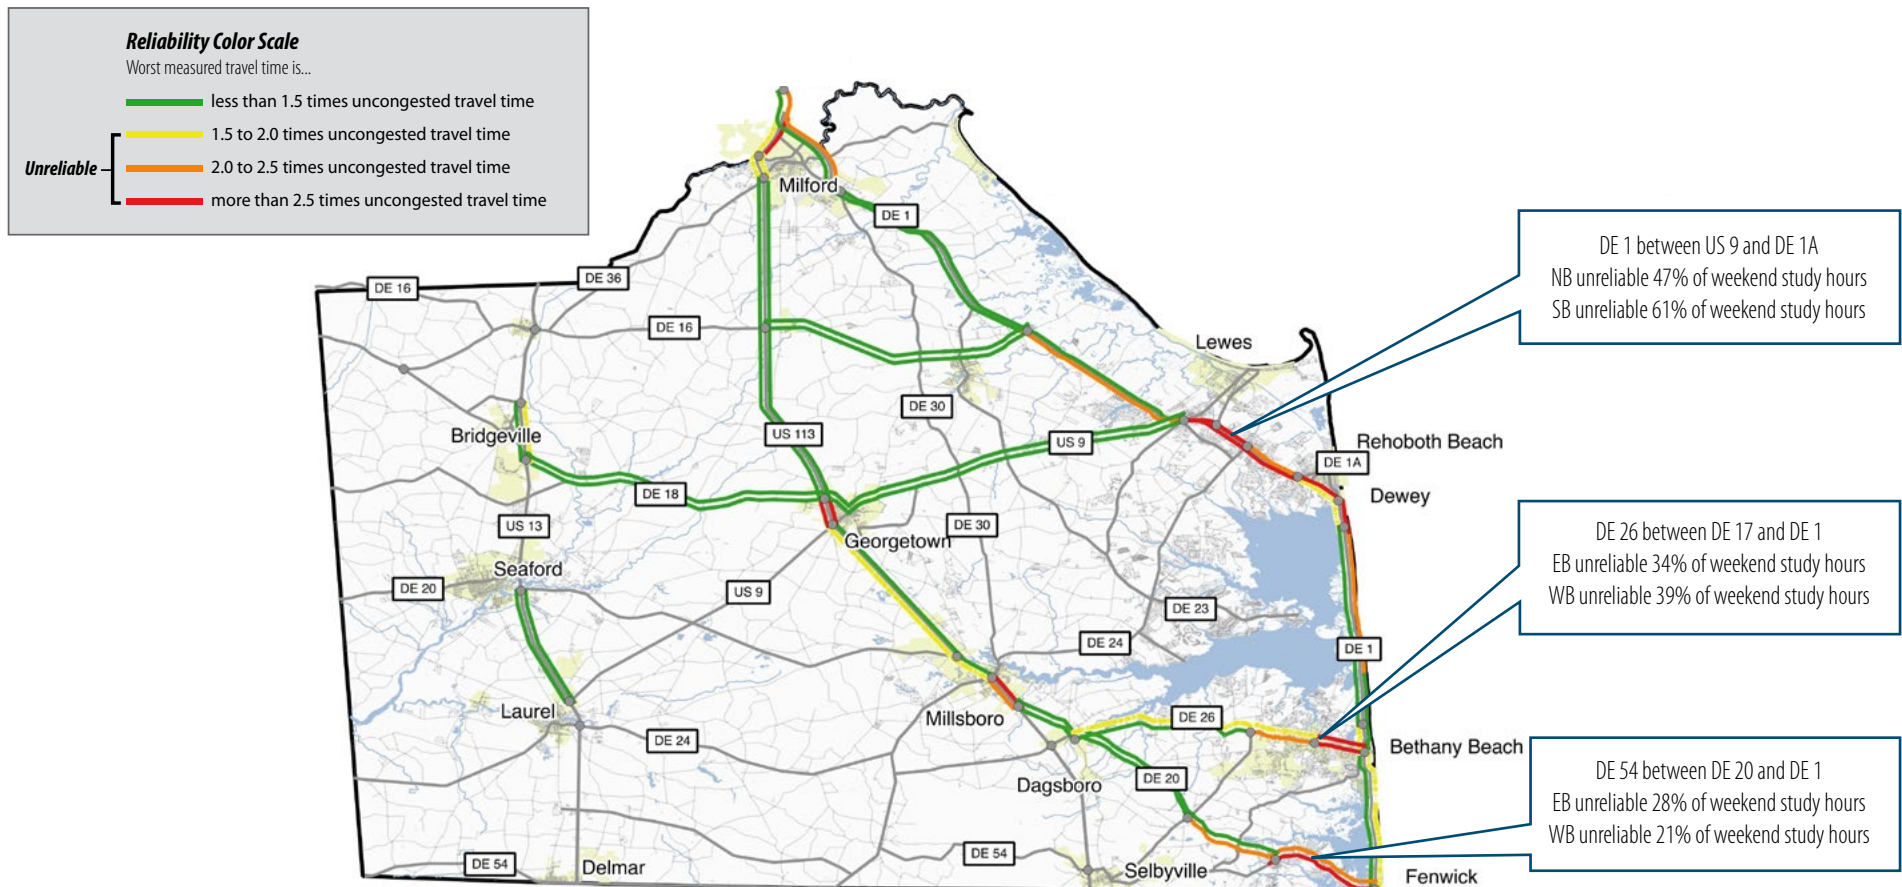 Reliability Color Scale
Worst measured travel time is...
less than 1.5 times uncongested travel time
1.5 to 2.0 times uncongested travel time
Unreliable
2.0 to 2.5 times uncongested travel time
more than 2.5 times uncongested travel time
Milford
DE 1
DE 1 between US 9 and DE 1A
NB unreliable 47% of weekend study hours
SB unreliable 61% of weekend study hours
DE 36
DE 16
DE 16
Lewes
DE 30
Bridgeville
US 113
US 9
Rehoboth Beach
DE 1A
DE 18
Dewey
US 13
DE 30
Georgetown
DE 26 between DE 17 and DE 1
EB unreliable 34% of weekend study hours
WB unreliable 39% of weekend study hours
Seaford
DE 20
US 9
DE 23
DE 24
DE 1
Laurel
Millsboro
DE 26
DE 24
Bethany Beach
Dagsboro
DE 20
DE 54 between DE 20 and DE 1
EB unreliable 28% of weekend study hours
WB unreliable 21% of weekend study hours
DE 54
Delmar
DE 54
Selbyville
Fenwick